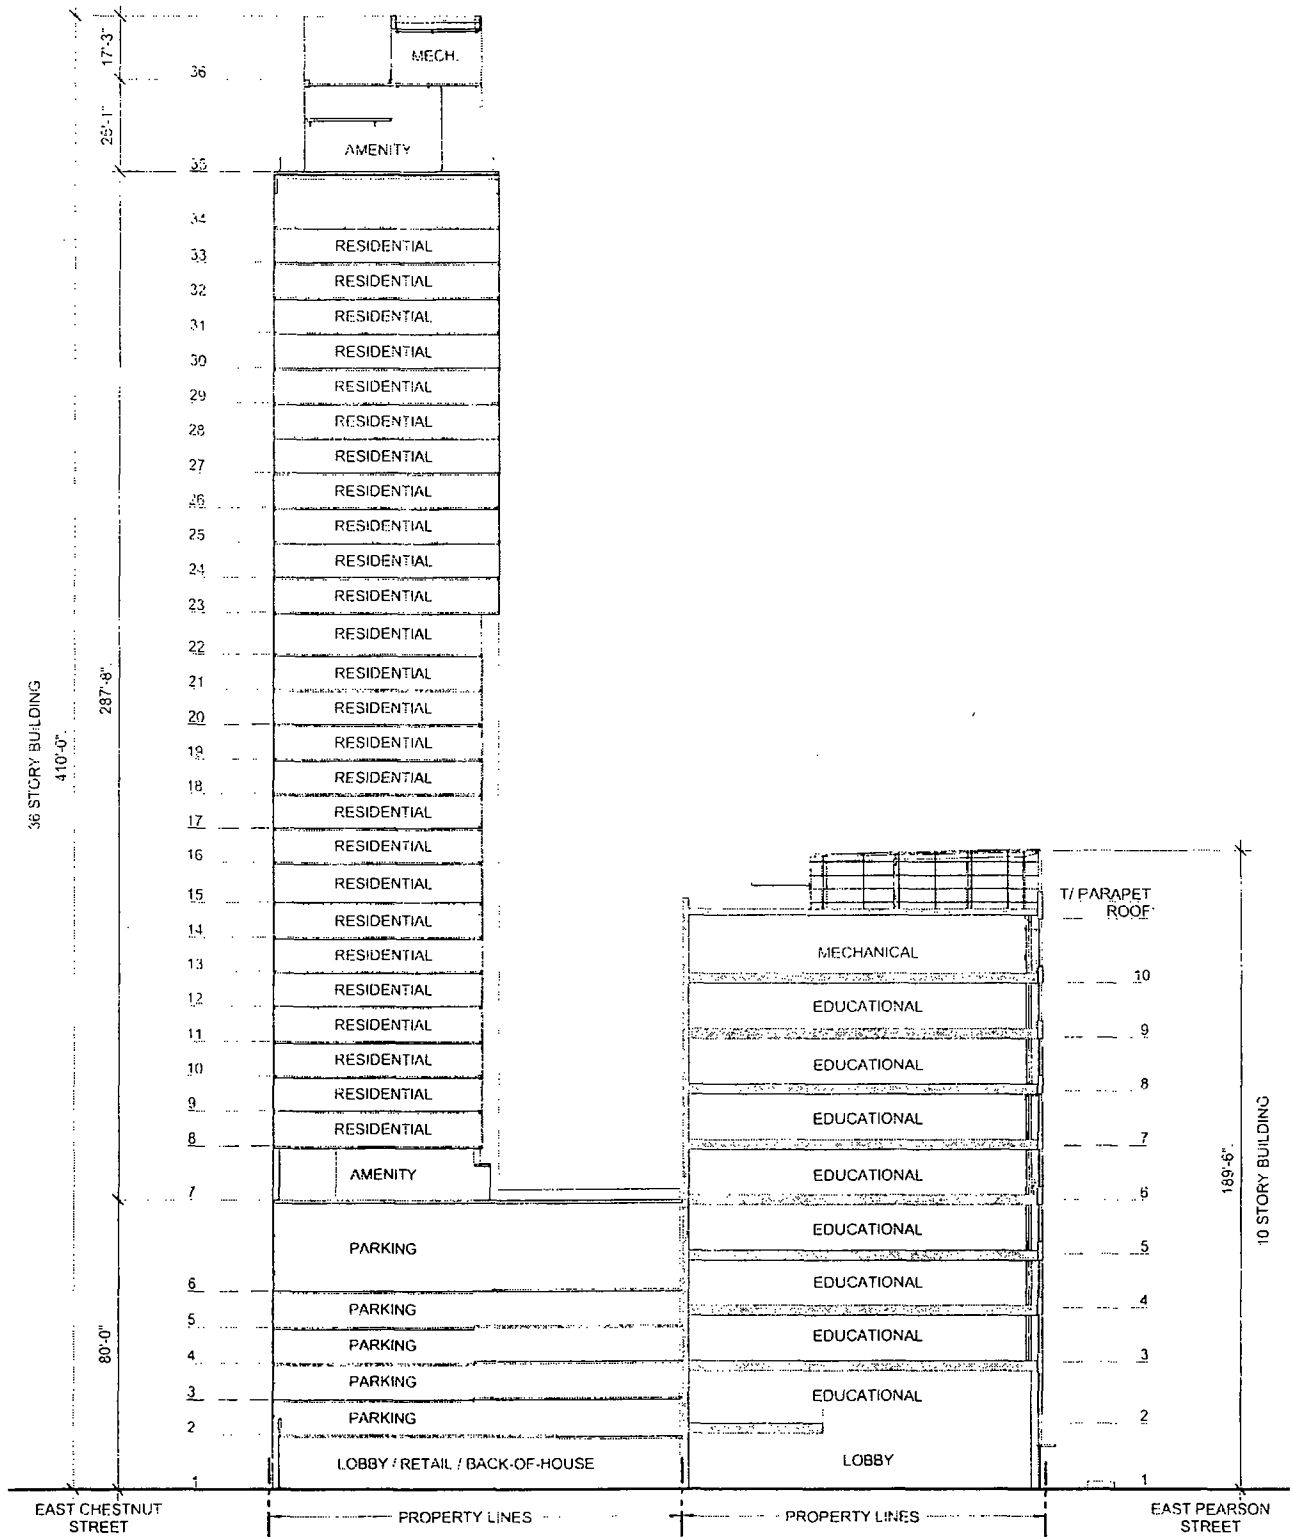 17'-3"
MECH.
36
25'-1"
AMENITY
35
34
RESIDENTIAL
33
RESIDENTIAL
32
RESIDENTIAL
31
RESIDENTIAL
30
RESIDENTIAL
29
RESIDENTIAL
28
RESIDENTIAL
27
RESIDENTIAL
26
RESIDENTIAL
25
RESIDENTIAL
24
RESIDENTIAL
23
RESIDENTIAL
22
RESIDENTIAL
21
RESIDENTIAL
20
RESIDENTIAL
19
RESIDENTIAL
18
RESIDENTIAL
17
RESIDENTIAL
16
RESIDENTIAL
15
RESIDENTIAL
14
RESIDENTIAL
13
RESIDENTIAL
12
RESIDENTIAL
11
RESIDENTIAL
10
RESIDENTIAL
9
RESIDENTIAL
8
AMENITY
7
PARKING
6
PARKING
5
PARKING
4
PARKING
3
PARKING
2
LOBBY / RETAIL / BACK-OF-HOUSE
1
36 STORY BUILDING
410'-0"
287'-8"
80'-0"
T/ PARAPET
ROOF
MECHANICAL
10
EDUCATIONAL
9
EDUCATIONAL
8
EDUCATIONAL
7
EDUCATIONAL
6
EDUCATIONAL
5
EDUCATIONAL
4
EDUCATIONAL
3
EDUCATIONAL
2
LOBBY
1
189'-6"
10 STORY BUILDING
EAST CHESTNUT
STREET
PROPERTY LINES
PROPERTY LINES
EAST PEARSON
STREET